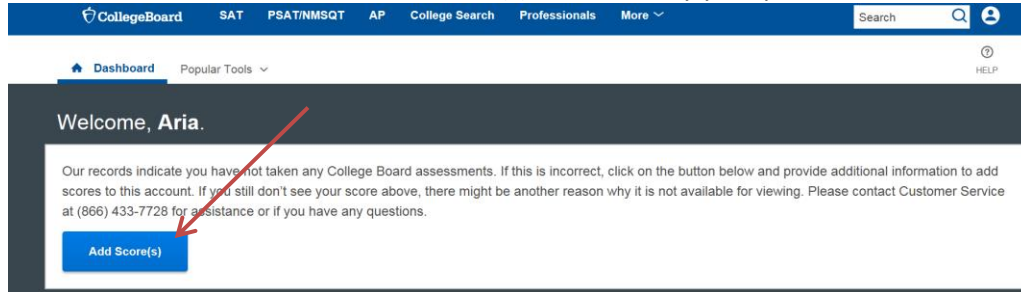 CollegeBoard SAT PSAT/NMSQT AP College Search Professionals More Search
HELP
Dashboard Popular Tools
Welcome, Aria.
Our records indicate you have not taken any College Board assessments. If this is incorrect, click on the button below and provide additional information to add
scores to this account. If you still don't see your score above, there might be another reason why it is not available for viewing. Please contact Customer Service
at (866) 433-7728 for assistance or if you have any questions.
Add Score(s)